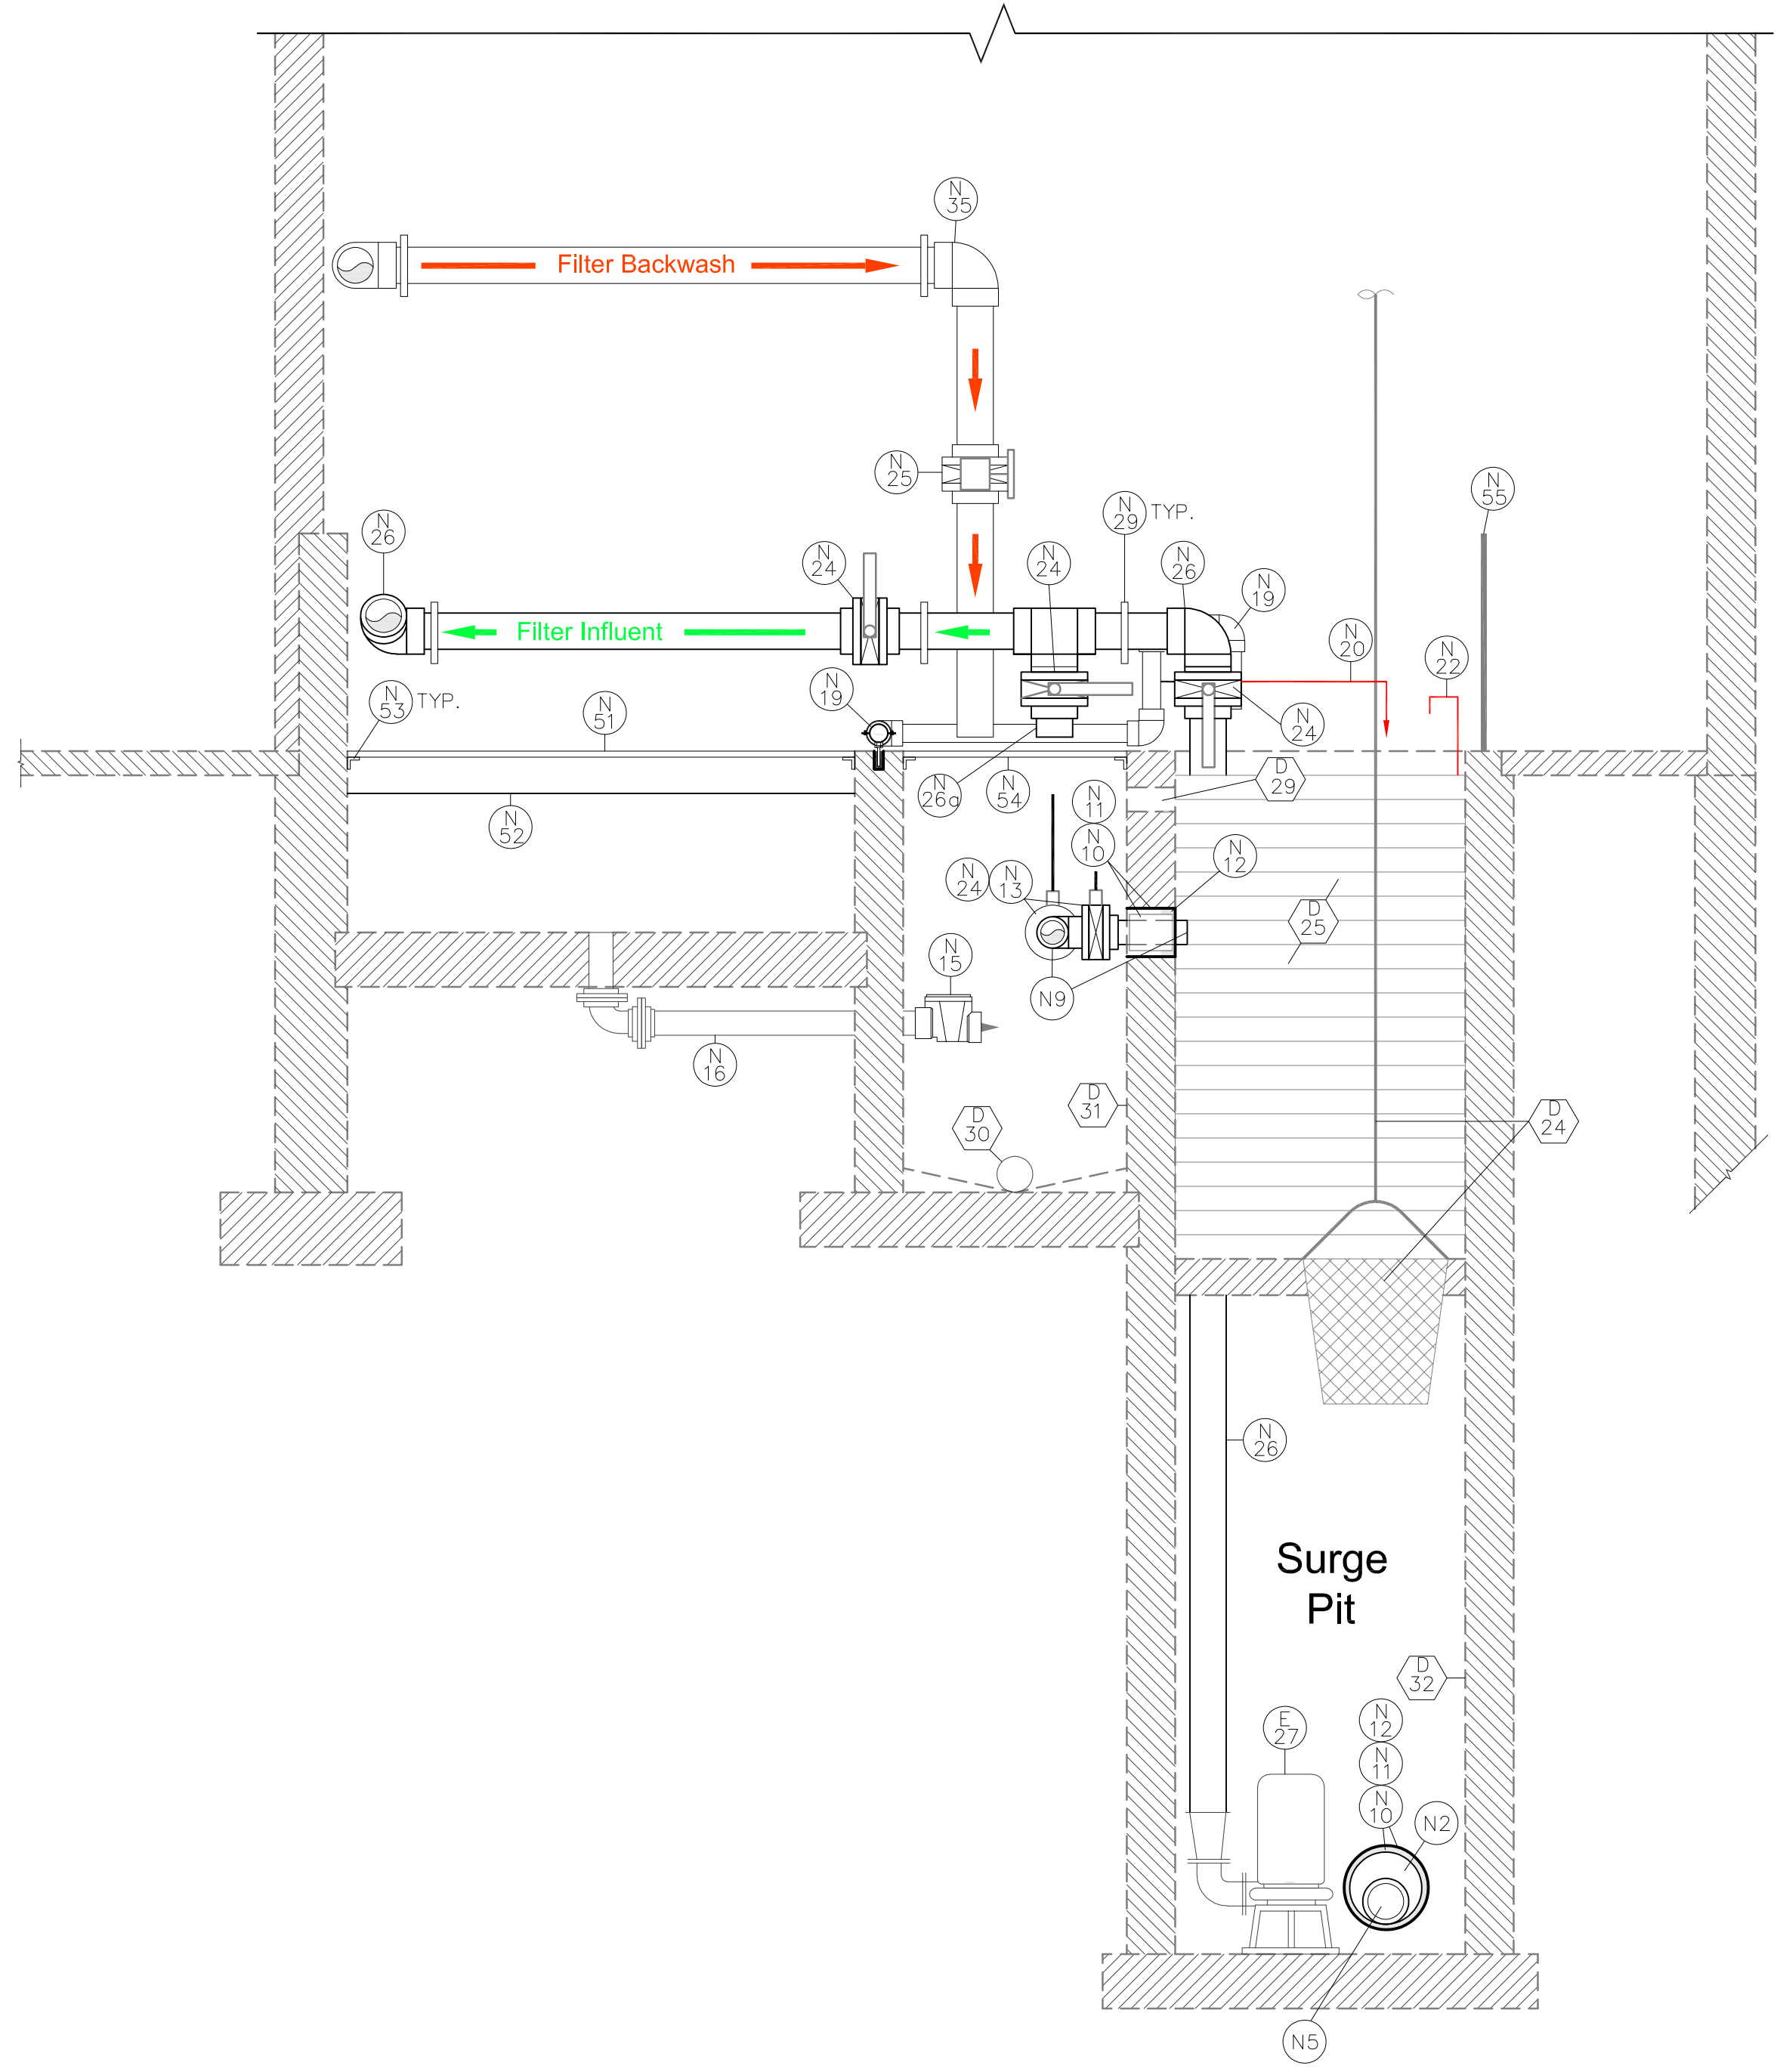 N
35
Filter Backwash
N
25
N
55
N
26
N
24
N
29 TYP.
N
24
N
26
N
19
Filter Influent
N
20
N
22
N
53 TYP.
N
51
N
19
N
24
N
52
N
26a
N
54
N
11
N
10
D
29
N
12
N
24
N
13
D
25
N
15
N9
N
16
D
31
D
30
D
24
N
26
Surge
Pit
D
32
E
27
N
12
N
11
N
10
N2
N5